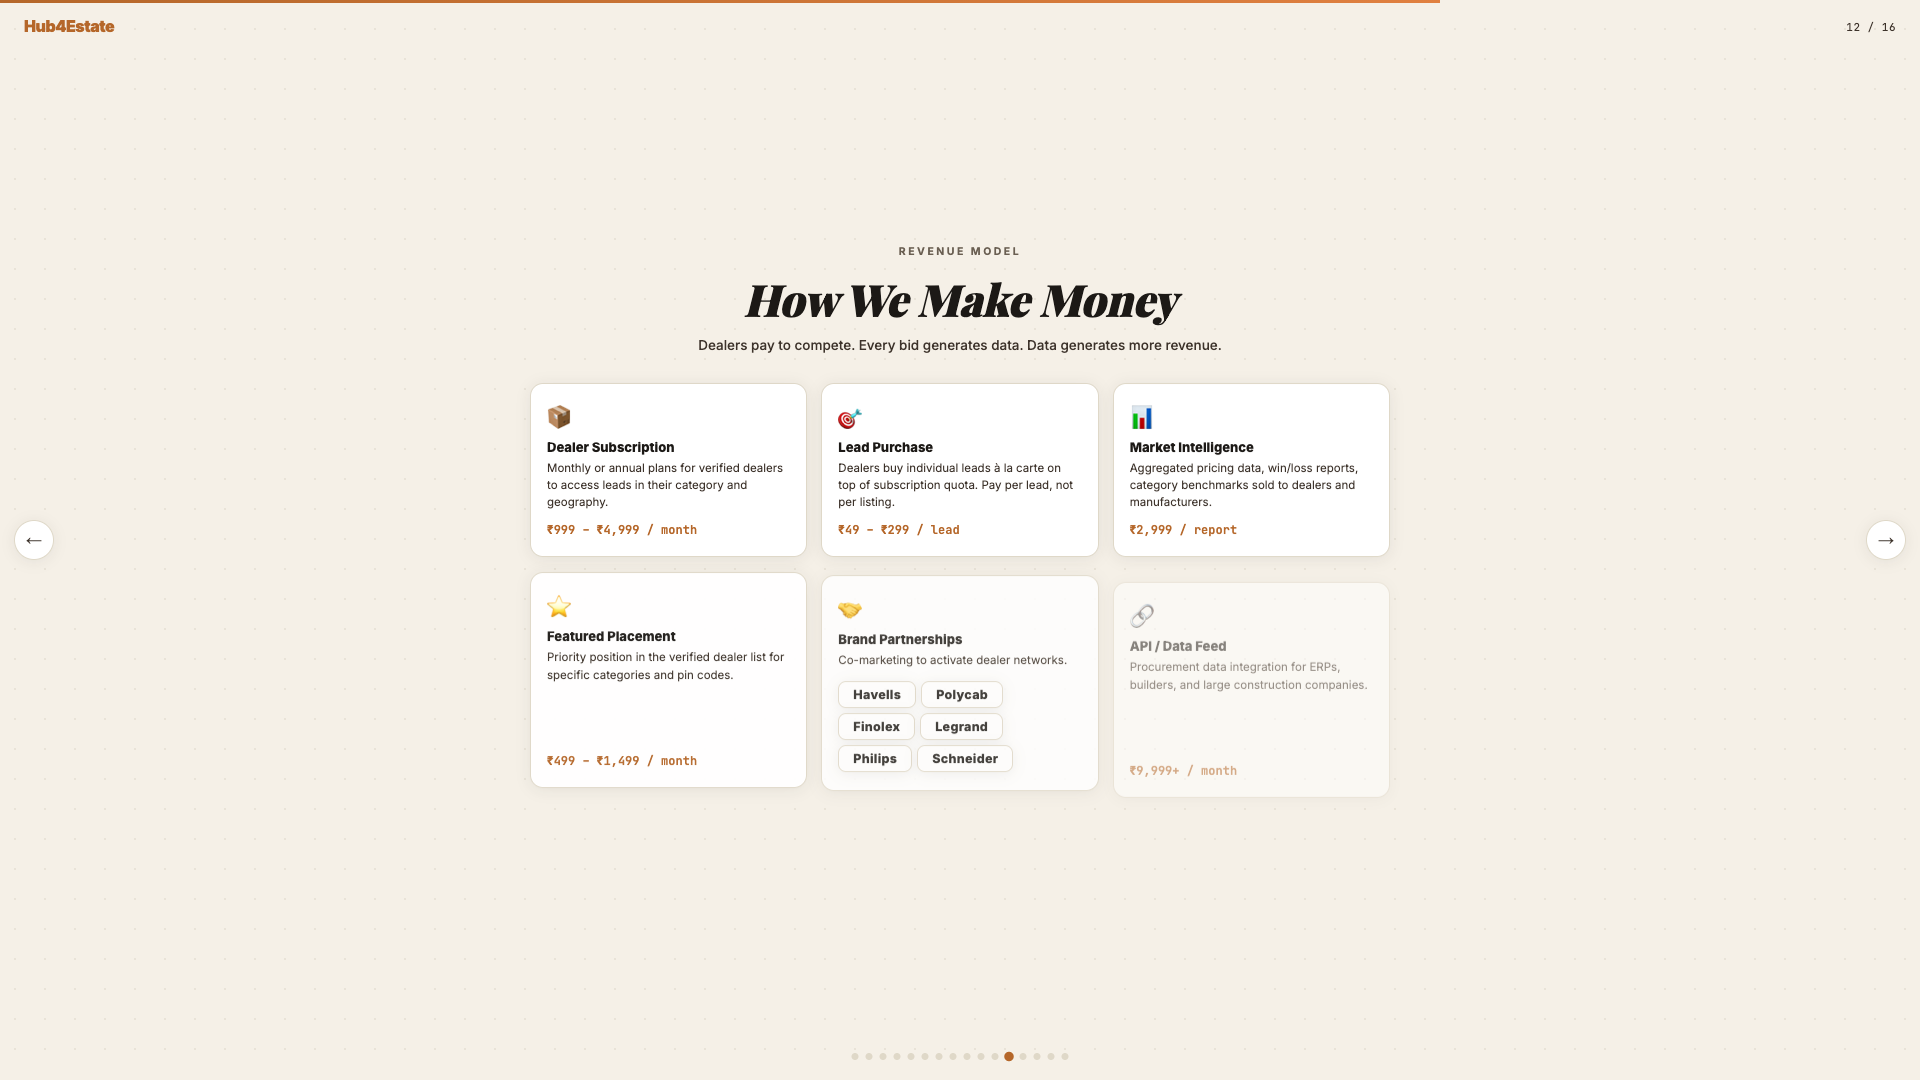 Hub4Estate
12 / 16
REVENUE MODEL
How We Make Money
Dealers pay to compete. Every bid generates data. Data generates more revenue.
Dealer Subscription
Monthly or annual plans for verified dealers
to access leads in their category and
geography.
₹999 – ₹4,999 / month
Lead Purchase
Dealers buy individual leads à la carte on
top of subscription quota. Pay per lead, not
per listing.
₹49 – ₹299 / lead
Market Intelligence
Aggregated pricing data, win/loss reports,
category benchmarks sold to dealers and
manufacturers.
₹2,999 / report
Featured Placement
Priority position in the verified dealer list for
specific categories and pin codes.
₹499 – ₹1,499 / month
Brand Partnerships
Co-marketing to activate dealer networks.
Havells Polycab
Finolex Legrand
Philips Schneider
API / Data Feed
Procurement data integration for ERPs,
builders, and large construction companies.
₹9,999+ / month